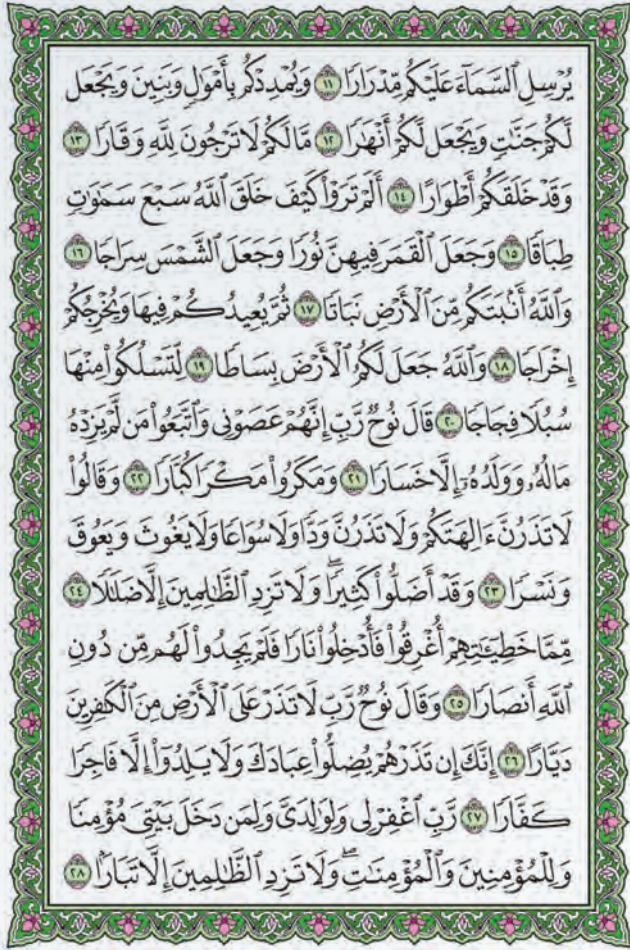 يُرْسِلِ ٱلسَّمَآءَ عَلَيْكُم مِّدْرَارًا ١١ وَيُمْدِدْكُم بِأَمْوَٰلٍ وَبَنِينَ وَيَجْعَل
لَّكُمْ جَنَّٰتٍ وَيَجْعَل لَّكُمْ أَنْهَٰرًا ١٢ مَّا لَكُمْ لَا تَرْجُونَ لِلَّهِ وَقَارًا ١٣
وَقَدْ خَلَقَكُمْ أَطْوَارًا ١٤ أَلَمْ تَرَوْا۟ كَيْفَ خَلَقَ ٱللَّهُ سَبْعَ سَمَٰوَٰتٍ
طِبَاقًا ١٥ وَجَعَلَ ٱلْقَمَرَ فِيهِنَّ نُورًا وَجَعَلَ ٱلشَّمْسَ سِرَاجًا ١٦
وَٱللَّهُ أَنۢبَتَكُم مِّنَ ٱلْأَرْضِ نَبَاتًا ١٧ ثُمَّ يُعِيدُكُمْ فِيهَا وَيُخْرِجُكُمْ
إِخْرَاجًا ١٨ وَٱللَّهُ جَعَلَ لَكُمُ ٱلْأَرْضَ بِسَاطًا ١٩ لِّتَسْلُكُوا۟ مِنْهَا
سُبُلًا فِجَاجًا ٢٠ قَالَ نُوحٌ رَّبِّ إِنَّهُمْ عَصَوْنِى وَٱتَّبَعُوا۟ مَن لَّمْ يَزِدْهُ
مَالُهُۥ وَوَلَدُهُۥٓ إِلَّا خَسَارًا ٢١ وَمَكَرُوا۟ مَكْرًا كُبَّارًا ٢٢ وَقَالُوا۟
لَا تَذَرُنَّ ءَالِهَتَكُمْ وَلَا تَذَرُنَّ وَدًّا وَلَا سُوَاعًا وَلَا يَغُوثَ وَيَعُوقَ
وَنَسْرًا ٢٣ وَقَدْ أَضَلُّوا۟ كَثِيرًا ۖ وَلَا تَزِدِ ٱلظَّٰلِمِينَ إِلَّا ضَلَٰلًا ٢٤
مِّمَّا خَطِيٓـَٰٔتِهِمْ أُغْرِقُوا۟ فَأُدْخِلُوا۟ نَارًا فَلَمْ يَجِدُوا۟ لَهُم مِّن دُونِ
ٱللَّهِ أَنصَارًا ٢٥ وَقَالَ نُوحٌ رَّبِّ لَا تَذَرْ عَلَى ٱلْأَرْضِ مِنَ ٱلْكَٰفِرِينَ
دَيَّارًا ٢٦ إِنَّكَ إِن تَذَرْهُمْ يُضِلُّوا۟ عِبَادَكَ وَلَا يَلِدُوٓا۟ إِلَّا فَاجِرًا
كَفَّارًا ٢٧ رَّبِّ ٱغْفِرْ لِى وَلِوَٰلِدَىَّ وَلِمَن دَخَلَ بَيْتِىَ مُؤْمِنًا
وَلِلْمُؤْمِنِينَ وَٱلْمُؤْمِنَٰتِ ۖ وَلَا تَزِدِ ٱلظَّٰلِمِينَ إِلَّا تَبَارًۢا ٢٨